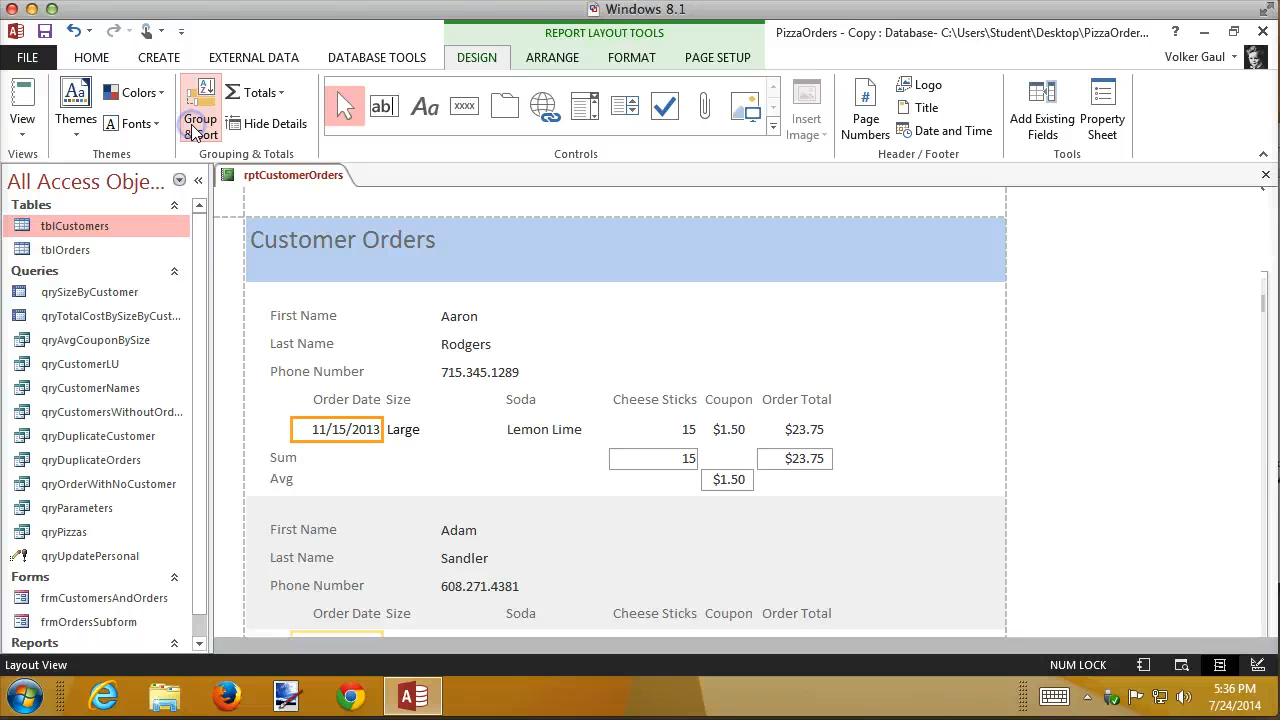 Windows 8.1
REPORT LAYOUT TOOLS
PizzaOrders - Copy : Database- C:\Users\Student\Desktop\PizzaOrder...
?
FILE
HOME
CREATE
EXTERNAL DATA
DATABASE TOOLS
DESIGN
ARRANGE
FORMAT
PAGE SETUP
Volker Gaul
View
Themes
Colors
Fonts
Group
& Sort
Totals
Hide Details
ab
Aa
xxxx
Insert
Image
Page
Numbers
Logo
Title
Date and Time
Add Existing
Fields
Property
Sheet
Views
Themes
Grouping & Totals
Controls
Header / Footer
Tools
All Access Obje...
Tables
tblCustomers
tblOrders
Queries
qrySizeByCustomer
qryTotalCostBySizeByCust...
qryAvgCouponBySize
qryCustomerLU
qryCustomerNames
qryCustomersWithoutOrd...
qryDuplicateCustomer
qryDuplicateOrders
qryOrderWithNoCustomer
qryParameters
qryPizzas
qryUpdatePersonal
Forms
frmCustomersAndOrders
frmOrdersSubform
Reports
rptCustomerOrders
Customer Orders
First Name Aaron
Last Name Rodgers
Phone Number 715.345.1289
Order Date Size Soda Cheese Sticks Coupon Order Total
11/15/2013 Large Lemon Lime 15 $1.50 $23.75
Sum 15 $23.75
Avg $1.50
First Name Adam
Last Name Sandler
Phone Number 608.271.4381
Order Date Size Soda Cheese Sticks Coupon Order Total
Layout View
NUM LOCK
5:36 PM
7/24/2014